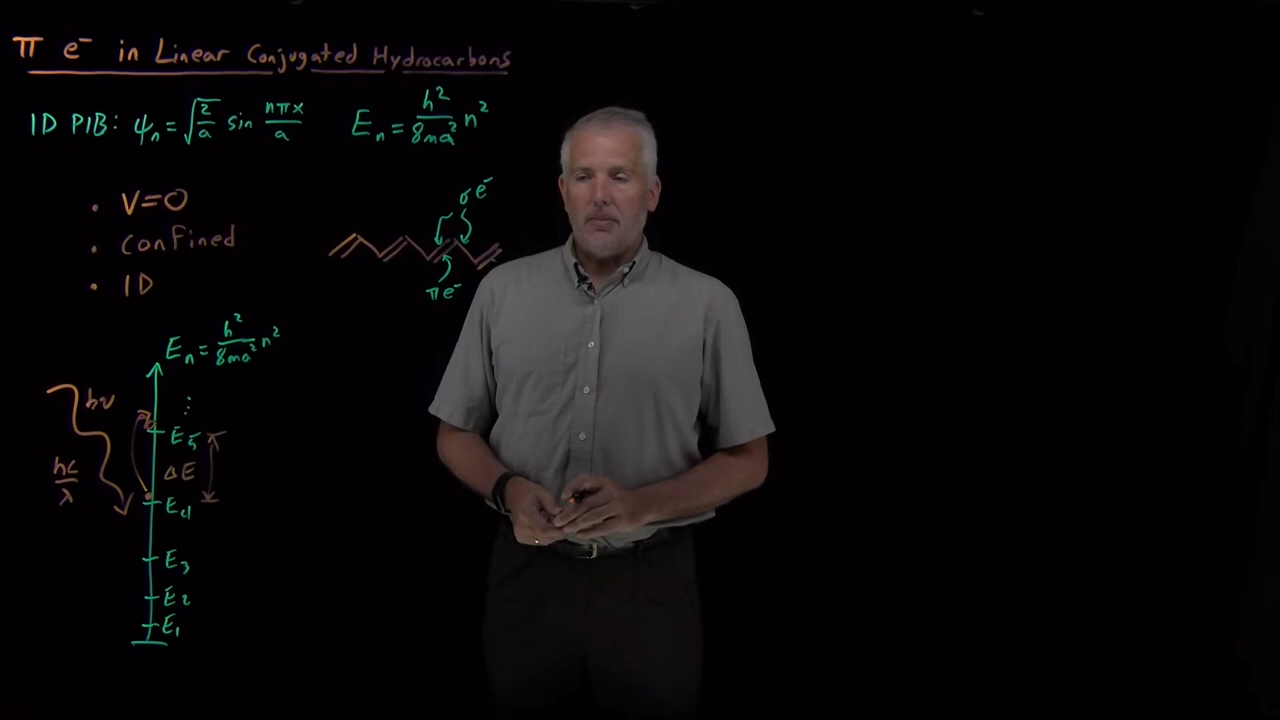 π e⁻ in Linear Conjugated Hydrocarbons
1D PIB: ψₙ = √(2/a) sin nπx/a    Eₙ = h²/8ma² n²
· V=0
· Confined
· 1D
σ e⁻
π e⁻
Eₙ = h²/8ma² n²
hν
⋮
E₅
ΔE
hc/λ
E₄
E₃
E₂
E₁